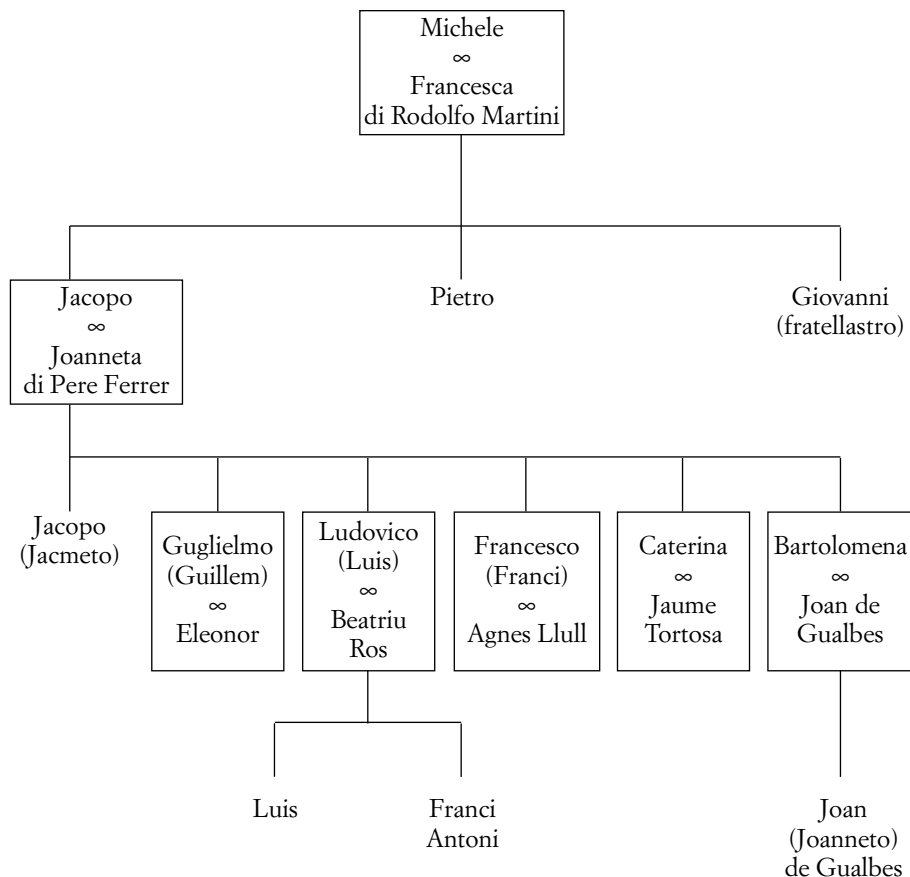 Michele
∞
Francesca
di Rodolfo Martini
Jacopo
∞
Joanneta
di Pere Ferrer
Pietro
Giovanni
(fratellastro)
Jacopo
(Jacmeto)
Guglielmo
(Guillem)
∞
Eleonor
Ludovico
(Luis)
∞
Beatriu
Ros
Francesco
(Franci)
∞
Agnes Llull
Caterina
∞
Jaume
Tortosa
Bartolomena
∞
Joan de
Gualbes
Luis
Franci
Antoni
Joan
(Joanneto)
de Gualbes